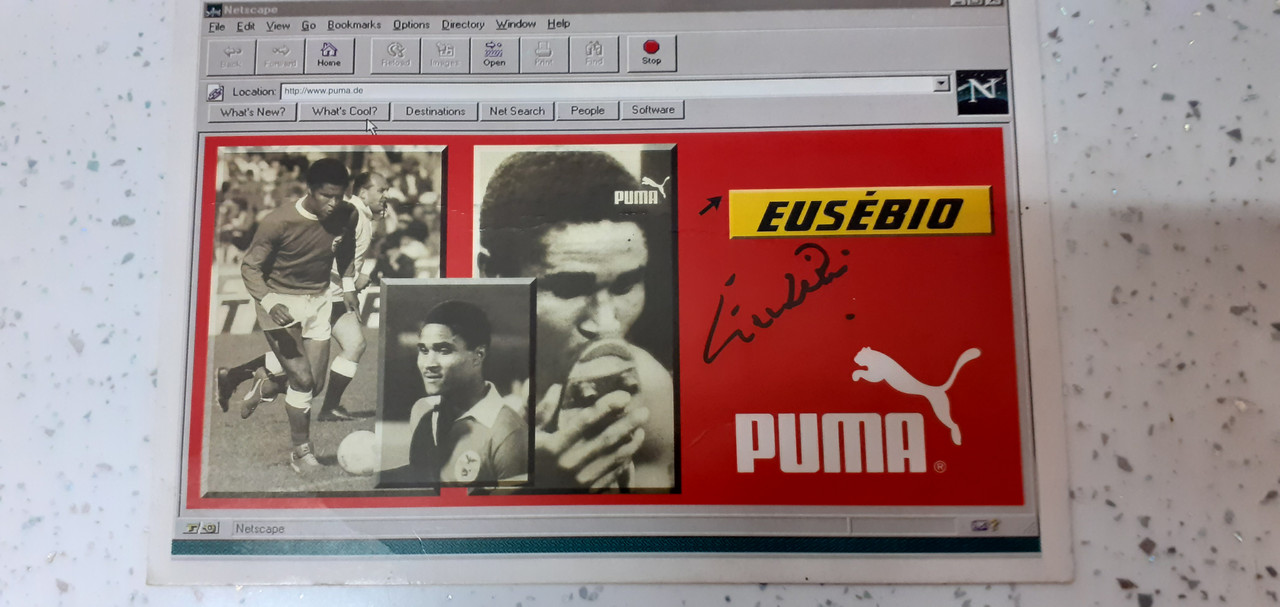 Netscape
File Edit View Go Bookmarks Options Directory Window Help
Back Forward Home Reload Images Open Print Find Stop
Location: http://www.puma.de
N
What's New? What's Cool? Destinations Net Search People Software
PUMA
EUSÉBIO
Eusébio
PUMA®
Netscape